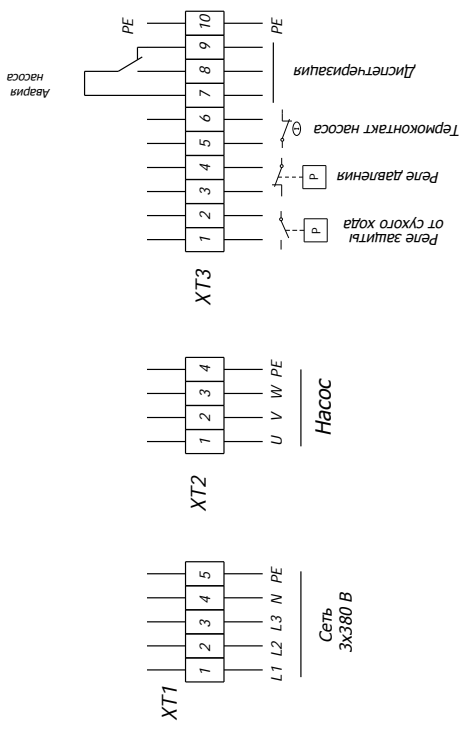 XT1
1 2 3 4 5
L1 L2 L3 N PE
Сеть
3x380 В
XT2
1 2 3 4
U V W PE
Насос
Авария
насоса
PE
XT3
1 2 3 4 5 6 7 8 9 10
P
P
PE
Реле защиты
от сухого хода
Реле давления
Термоконтакт насоса
Диспетчеризация